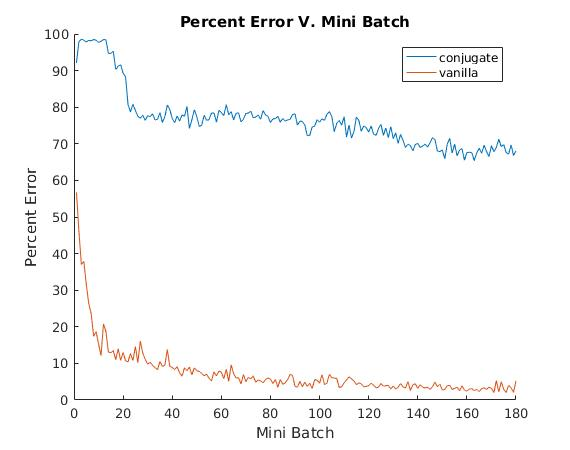 Percent Error V. Mini Batch
conjugate
vanilla
100
90
80
70
60
50
40
30
20
10
0
Percent Error
0 20 40 60 80 100 120 140 160 180
Mini Batch